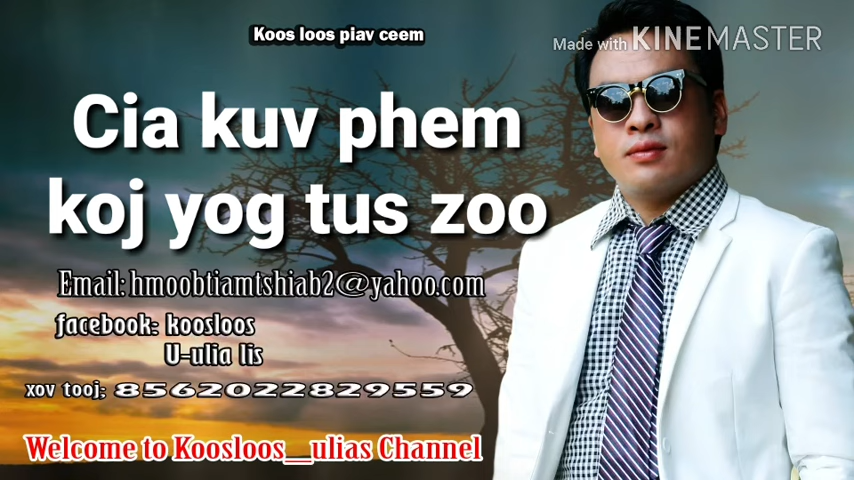 Koos loos piav ceem
Made with KINEMASTER
Cia kuv phem
koj yog tus zoo
Email: hmoobtiamtshiab2@yahoo.com
facebook: koosloos
U-ulia lis
xov tooj: 8562022829559
Welcome to Koosloos_ulias Channel